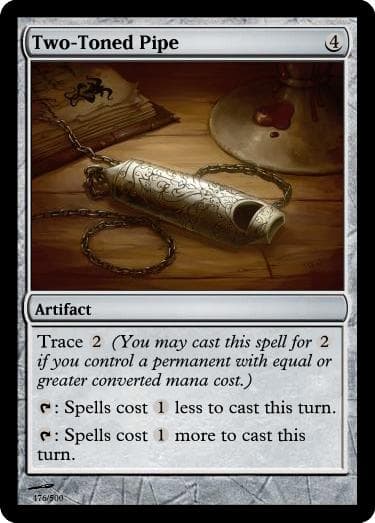 Two-Toned Pipe 4
Artifact
Trace 2 (You may cast this spell for 2
if you control a permanent with equal or
greater converted mana cost.)
: Spells cost 1 less to cast this turn.
: Spells cost 1 more to cast this
turn.
476/500